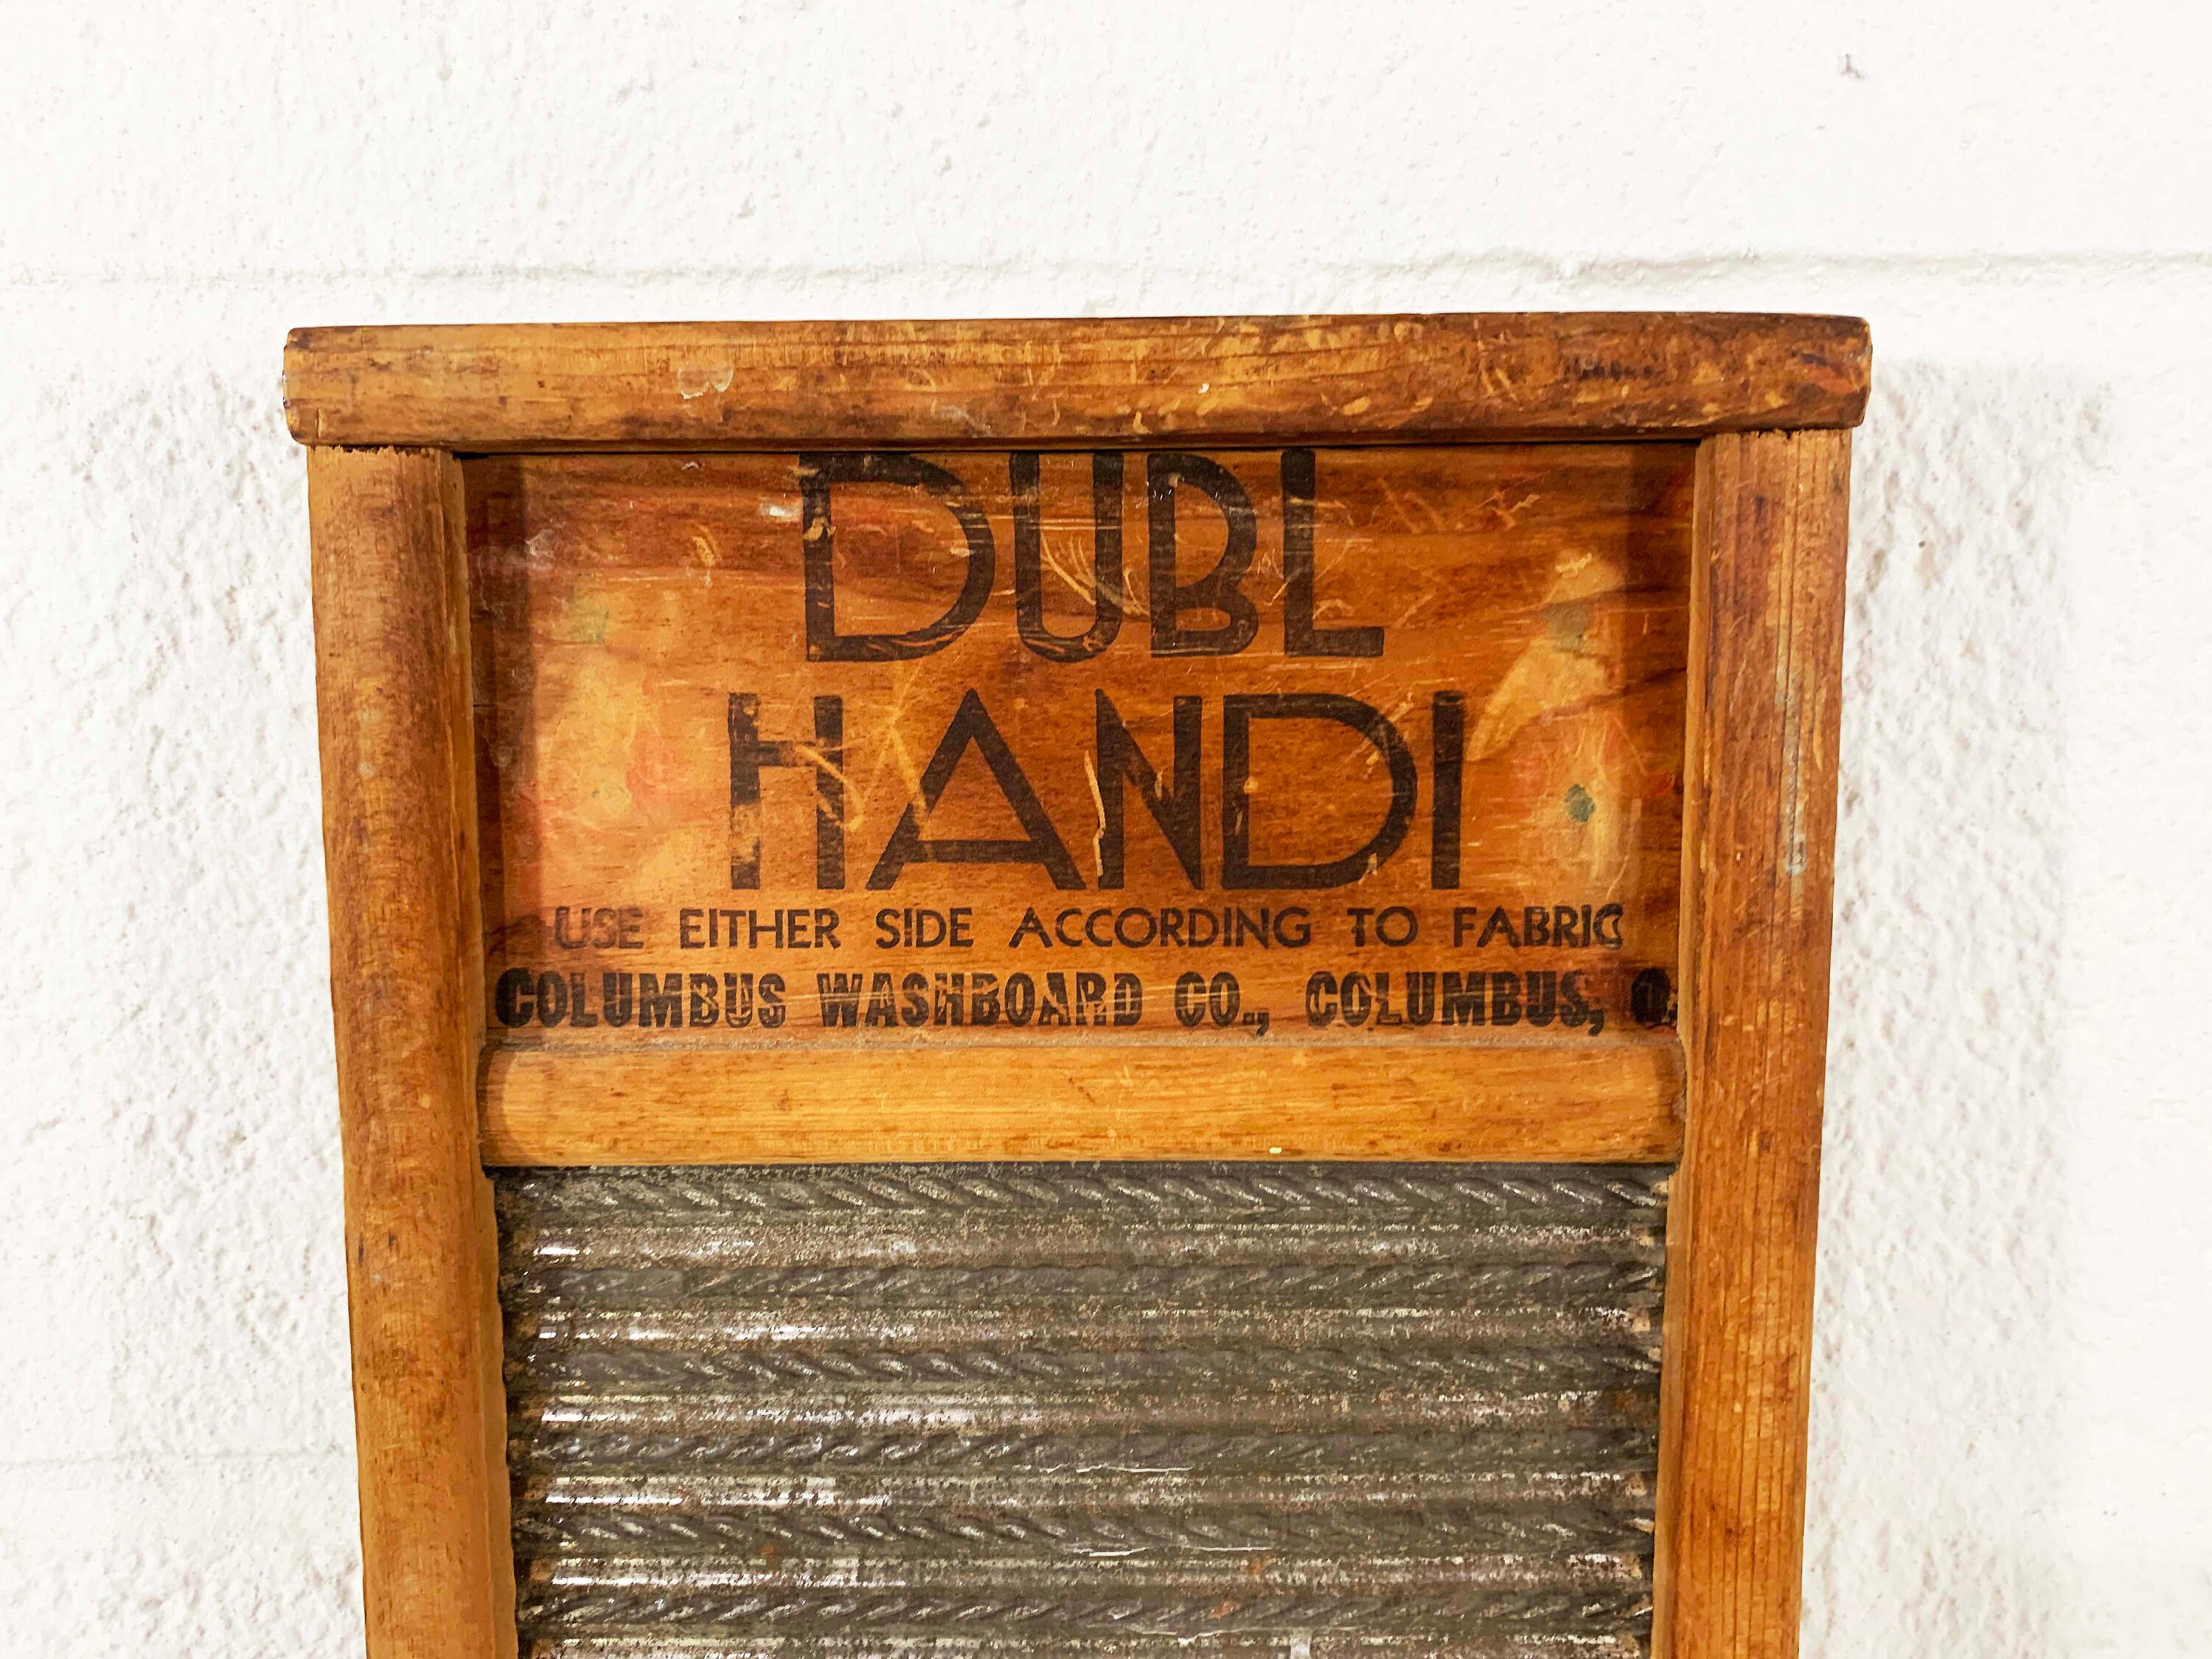 DUBL
HANDI
USE EITHER SIDE ACCORDING TO FABRIC
COLUMBUS WASHBOARD CO., COLUMBUS, O.